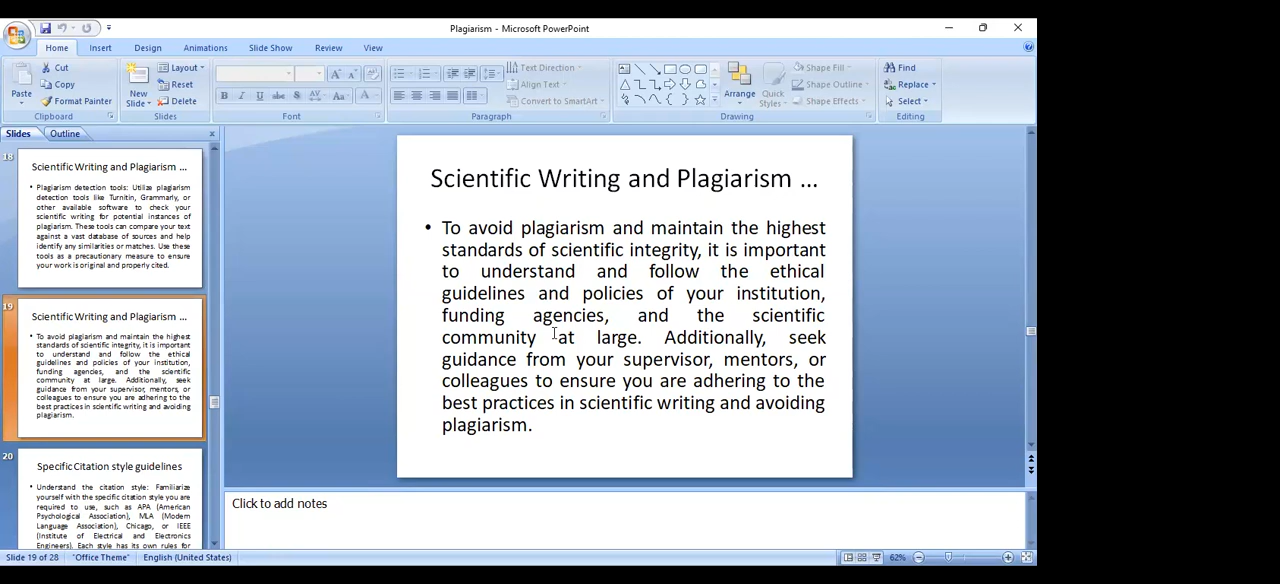 Plagiarism - Microsoft PowerPoint
Home Insert Design Animations Slide Show Review View
Paste
Cut
Copy
Format Painter
Clipboard
New Slide
Layout
Reset
Delete
Slides
B I U abc S AV Aa A
Font
Text Direction
Align Text
Convert to SmartArt
Paragraph
Arrange
Quick Styles
Shape Fill
Shape Outline
Shape Effects
Drawing
Find
Replace
Select
Editing
Slides Outline
18
Scientific Writing and Plagiarism ...
• Plagiarism detection tools: Utilize plagiarism
detection tools like Turnitin, Grammarly, or
other available software to check your
scientific writing for potential instances of
plagiarism. These tools can compare your text
against a vast database of sources and help
identify any similarities or matches. Use these
tools as a precautionary measure to ensure
your work is original and properly cited.
19
Scientific Writing and Plagiarism ...
• To avoid plagiarism and maintain the highest
standards of scientific integrity, it is important
to understand and follow the ethical
guidelines and policies of your institution,
funding agencies, and the scientific
community at large. Additionally, seek
guidance from your supervisor, mentors, or
colleagues to ensure you are adhering to the
best practices in scientific writing and avoiding
plagiarism.
20
Specific Citation style guidelines
• Understand the citation style: Familiarize
yourself with the specific citation style you are
required to use, such as APA (American
Psychological Association), MLA (Modern
Language Association), Chicago, or IEEE
(Institute of Electrical and Electronics
Engineers). Each style has its own rules for
Scientific Writing and Plagiarism ...
• To avoid plagiarism and maintain the highest
standards of scientific integrity, it is important
to understand and follow the ethical
guidelines and policies of your institution,
funding agencies, and the scientific
community at large. Additionally, seek
guidance from your supervisor, mentors, or
colleagues to ensure you are adhering to the
best practices in scientific writing and avoiding
plagiarism.
Click to add notes
Slide 19 of 28 "Office Theme" English (United States) 62%